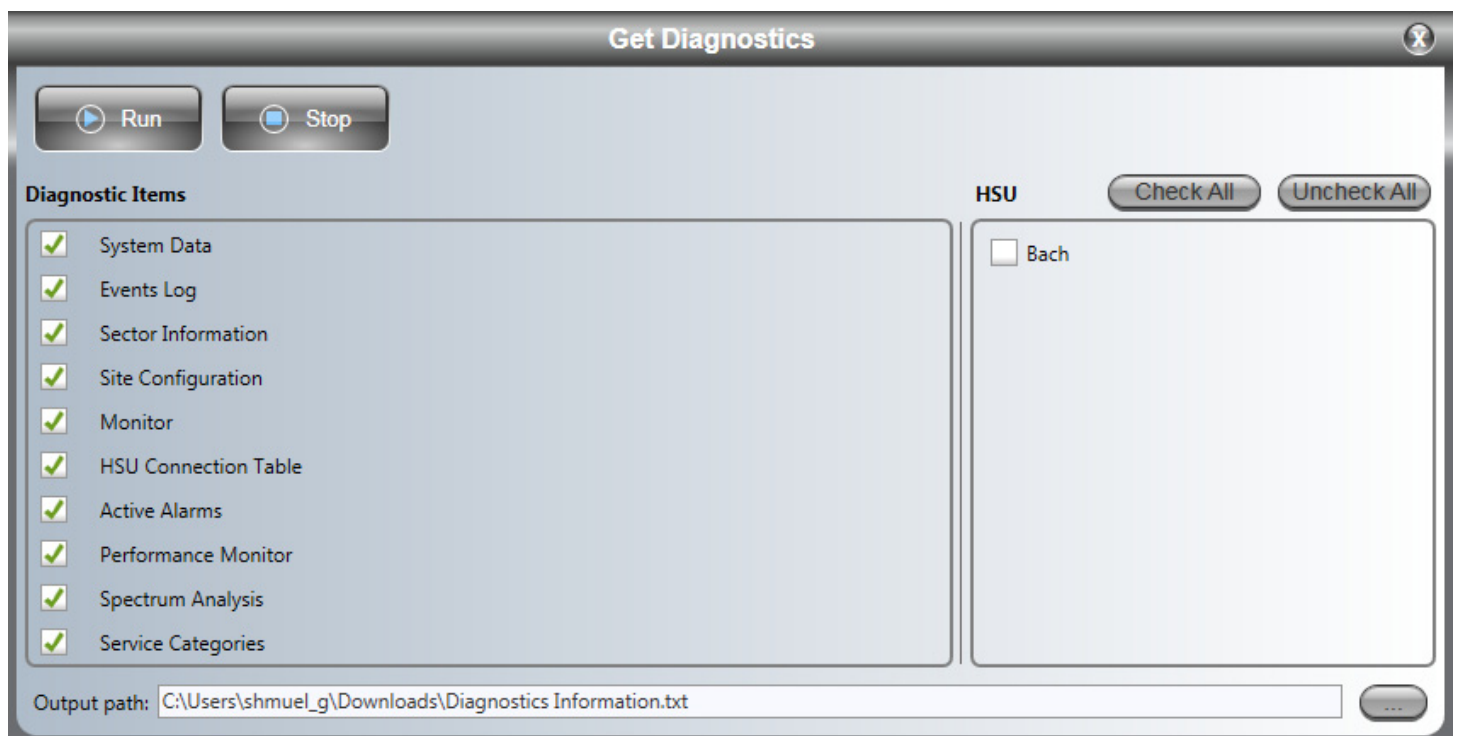 Get Diagnostics
X
Run Stop
Diagnostic Items
HSU Check All Uncheck All
System Data
Events Log
Sector Information
Site Configuration
Monitor
HSU Connection Table
Active Alarms
Performance Monitor
Spectrum Analysis
Service Categories
Bach
Output path: C:\Users\shmuel_g\Downloads\Diagnostics Information.txt ...